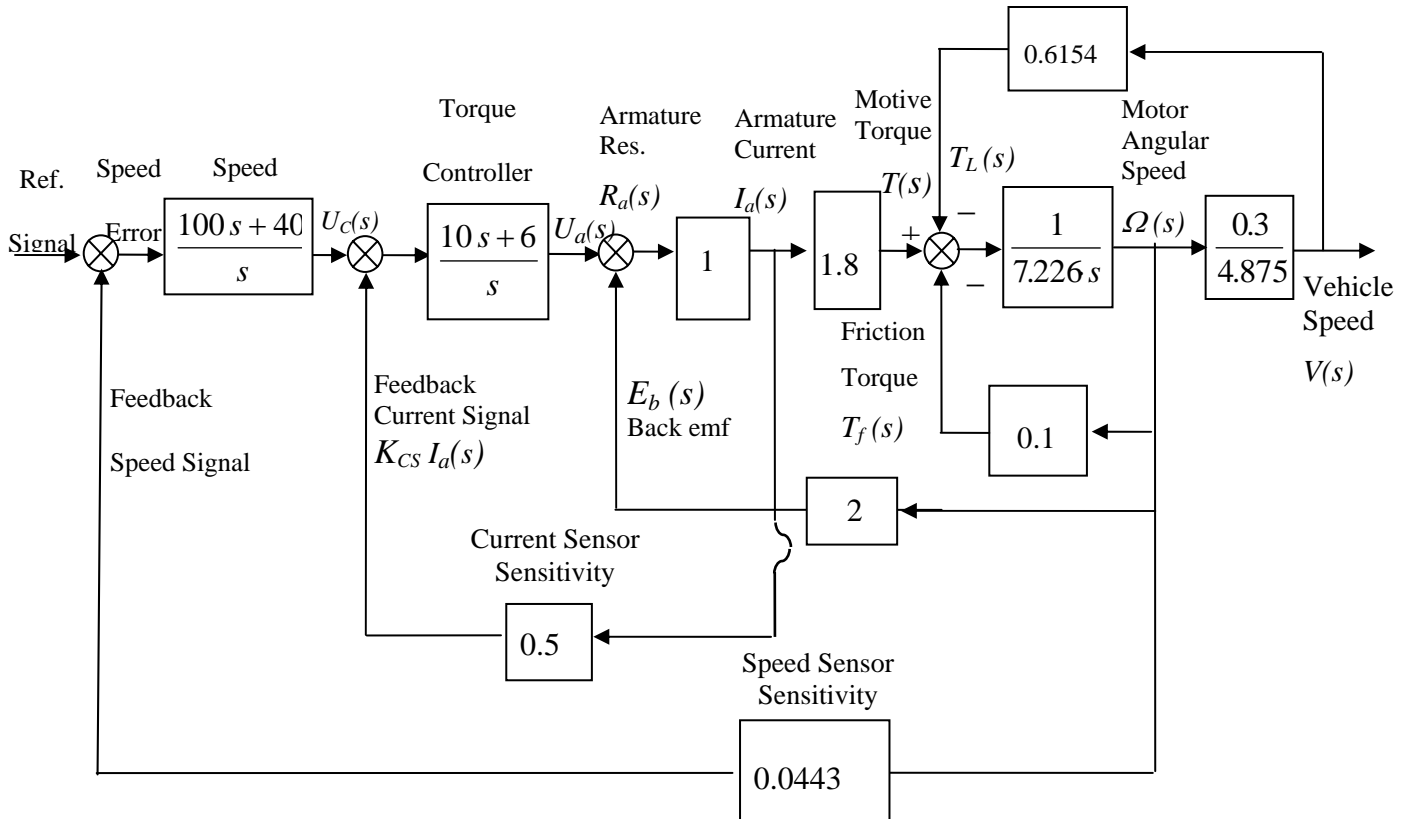 0.6154
Torque
Armature
Res.
Armature
Current
Motive
Torque
Motor
Angular
Speed
Ref.
Signal
Speed
Error
Speed
Controller
R_a(s)
I_a(s)
T(s)
T_L(s)
Ω(s)
100 s + 40
s
U_C(s)
10 s + 6
s
U_a(s)
1
1.8
+
−
−
1
7.226 s
0.3
4.875
Vehicle
Speed
V(s)
Friction
Torque
T_f(s)
0.1
Feedback
Speed Signal
Feedback
Current Signal
K_CS I_a(s)
E_b(s)
Back emf
2
Current Sensor
Sensitivity
0.5
Speed Sensor
Sensitivity
0.0443